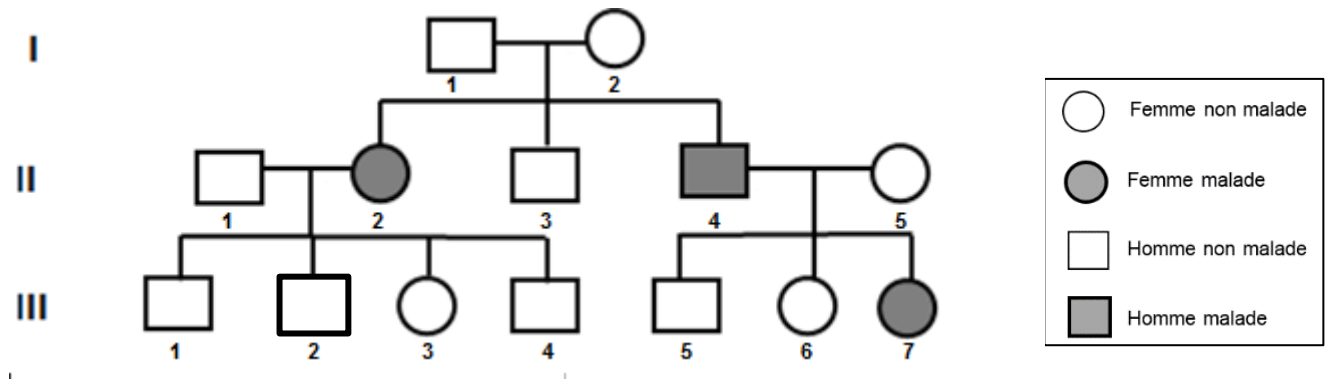 I
1 2
II
1 2 3 4 5
III
1 2 3 4 5 6 7
Femme non malade
Femme malade
Homme non malade
Homme malade